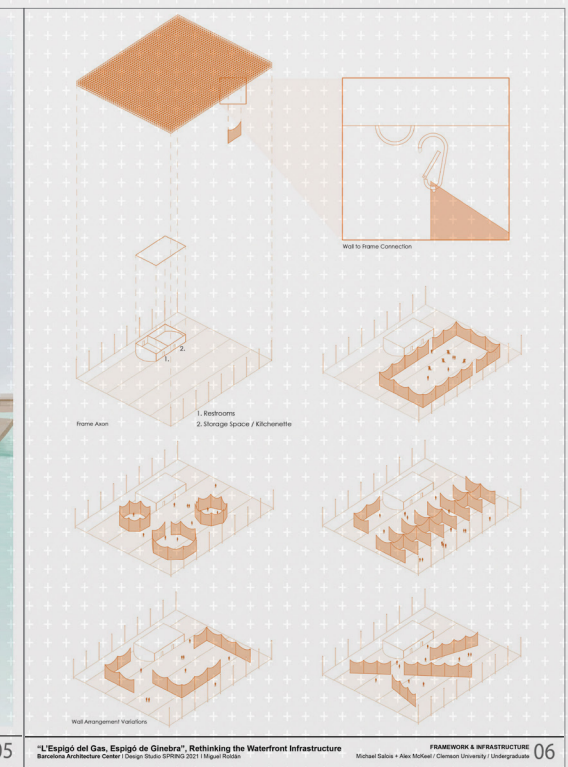 Wall to Frame Connection
2.
1.
1. Restrooms
2. Storage Space / Kitchenette
Frame Axon
Wall Arrangement Variations
05
"L'Espigó del Gas, Espigó de Ginebra", Rethinking the Waterfront Infrastructure
Barcelona Architecture Center I Design Studio SPRING 2021 I Miguel Roldán
FRAMEWORK & INFRASTRUCTURE
Michael Salois + Alex McKeel / Clemson University / Undergraduate
06